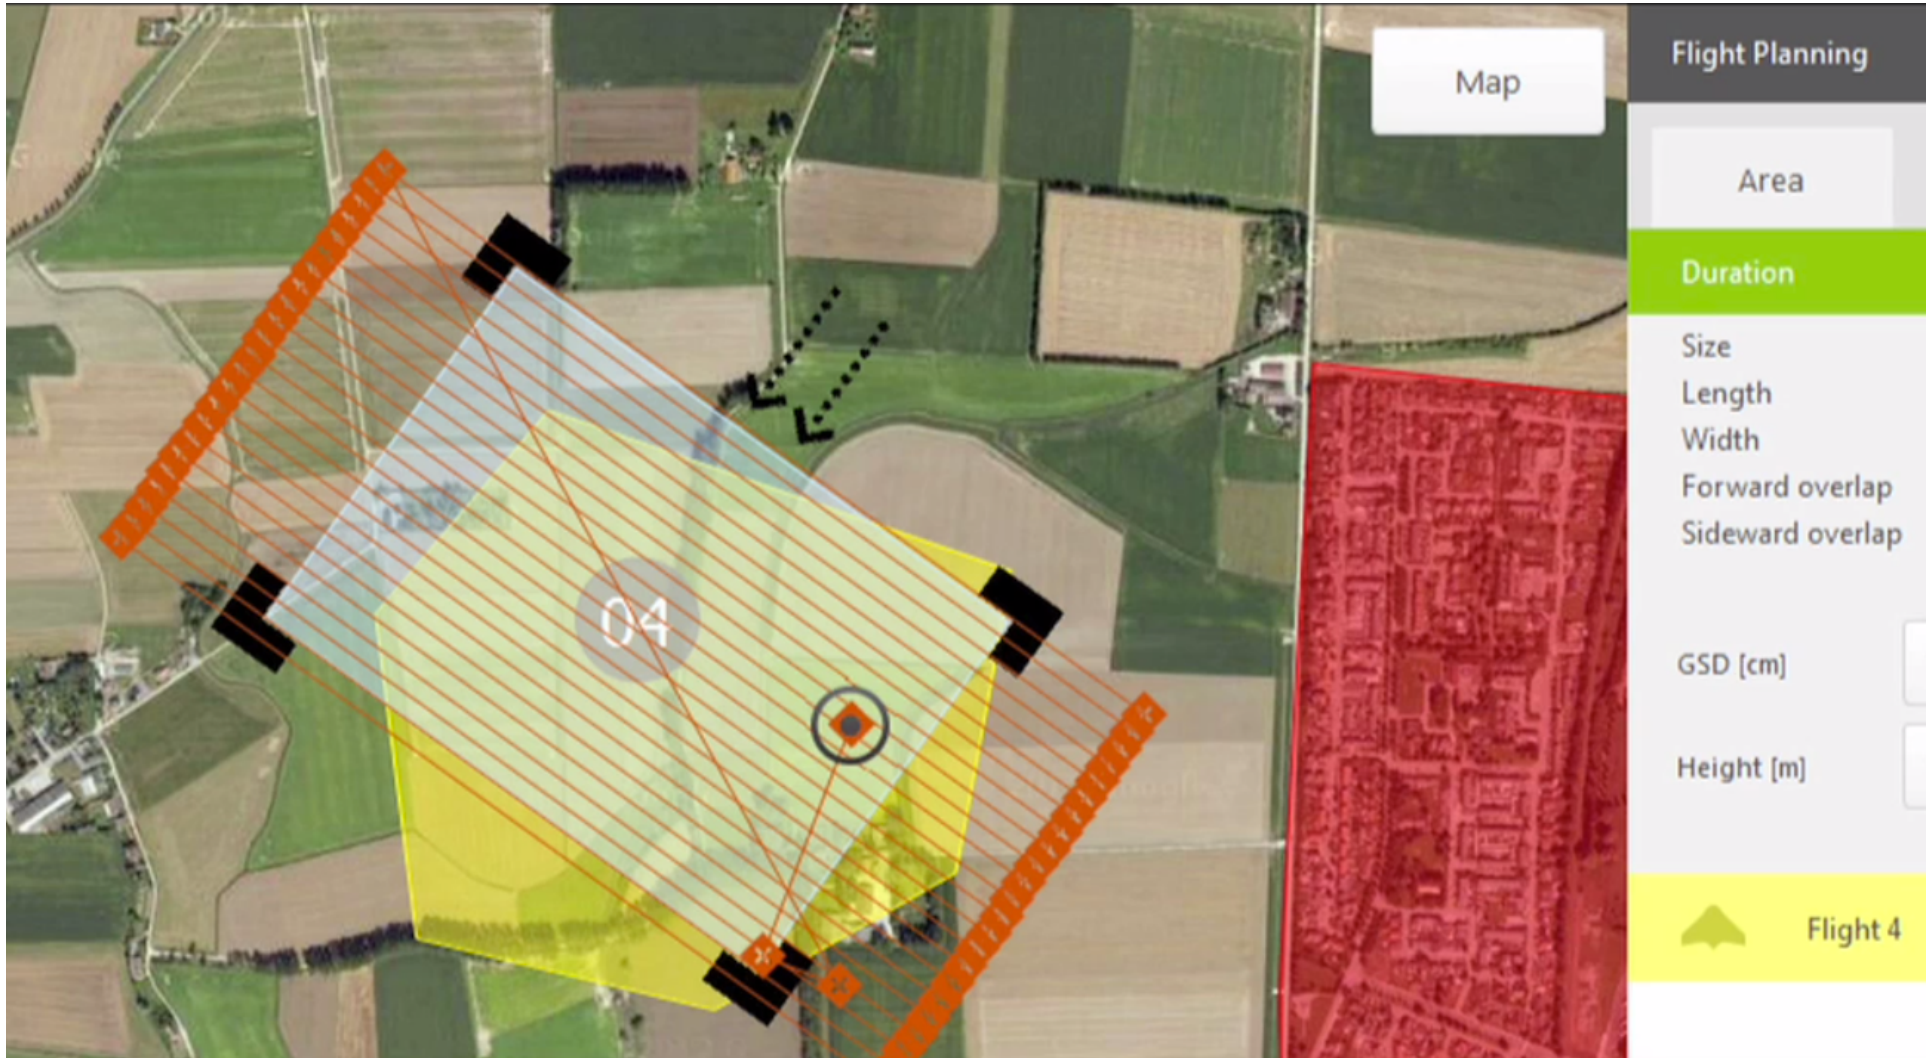 Map
04
Flight Planning
Area
Duration
Size
Length
Width
Forward overlap
Sideward overlap
GSD [cm]
Height [m]
Flight 4